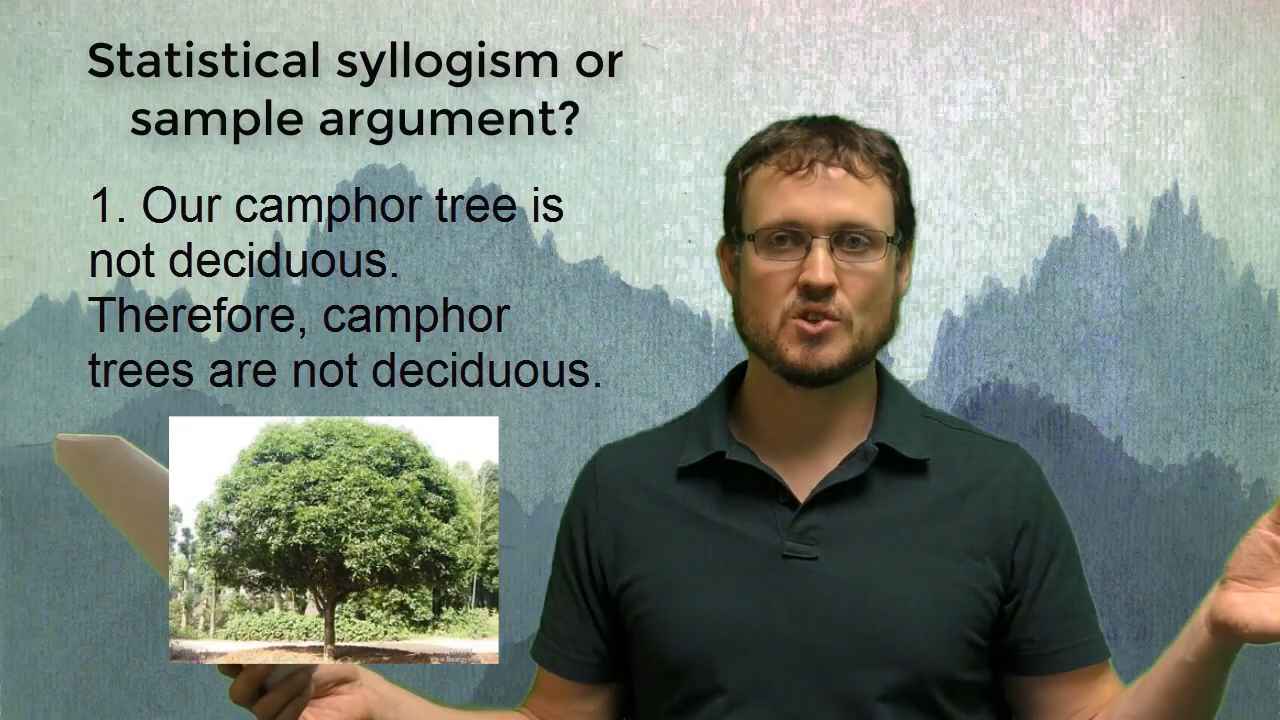 Statistical syllogism or
sample argument?
1. Our camphor tree is
not deciduous.
Therefore, camphor
trees are not deciduous.